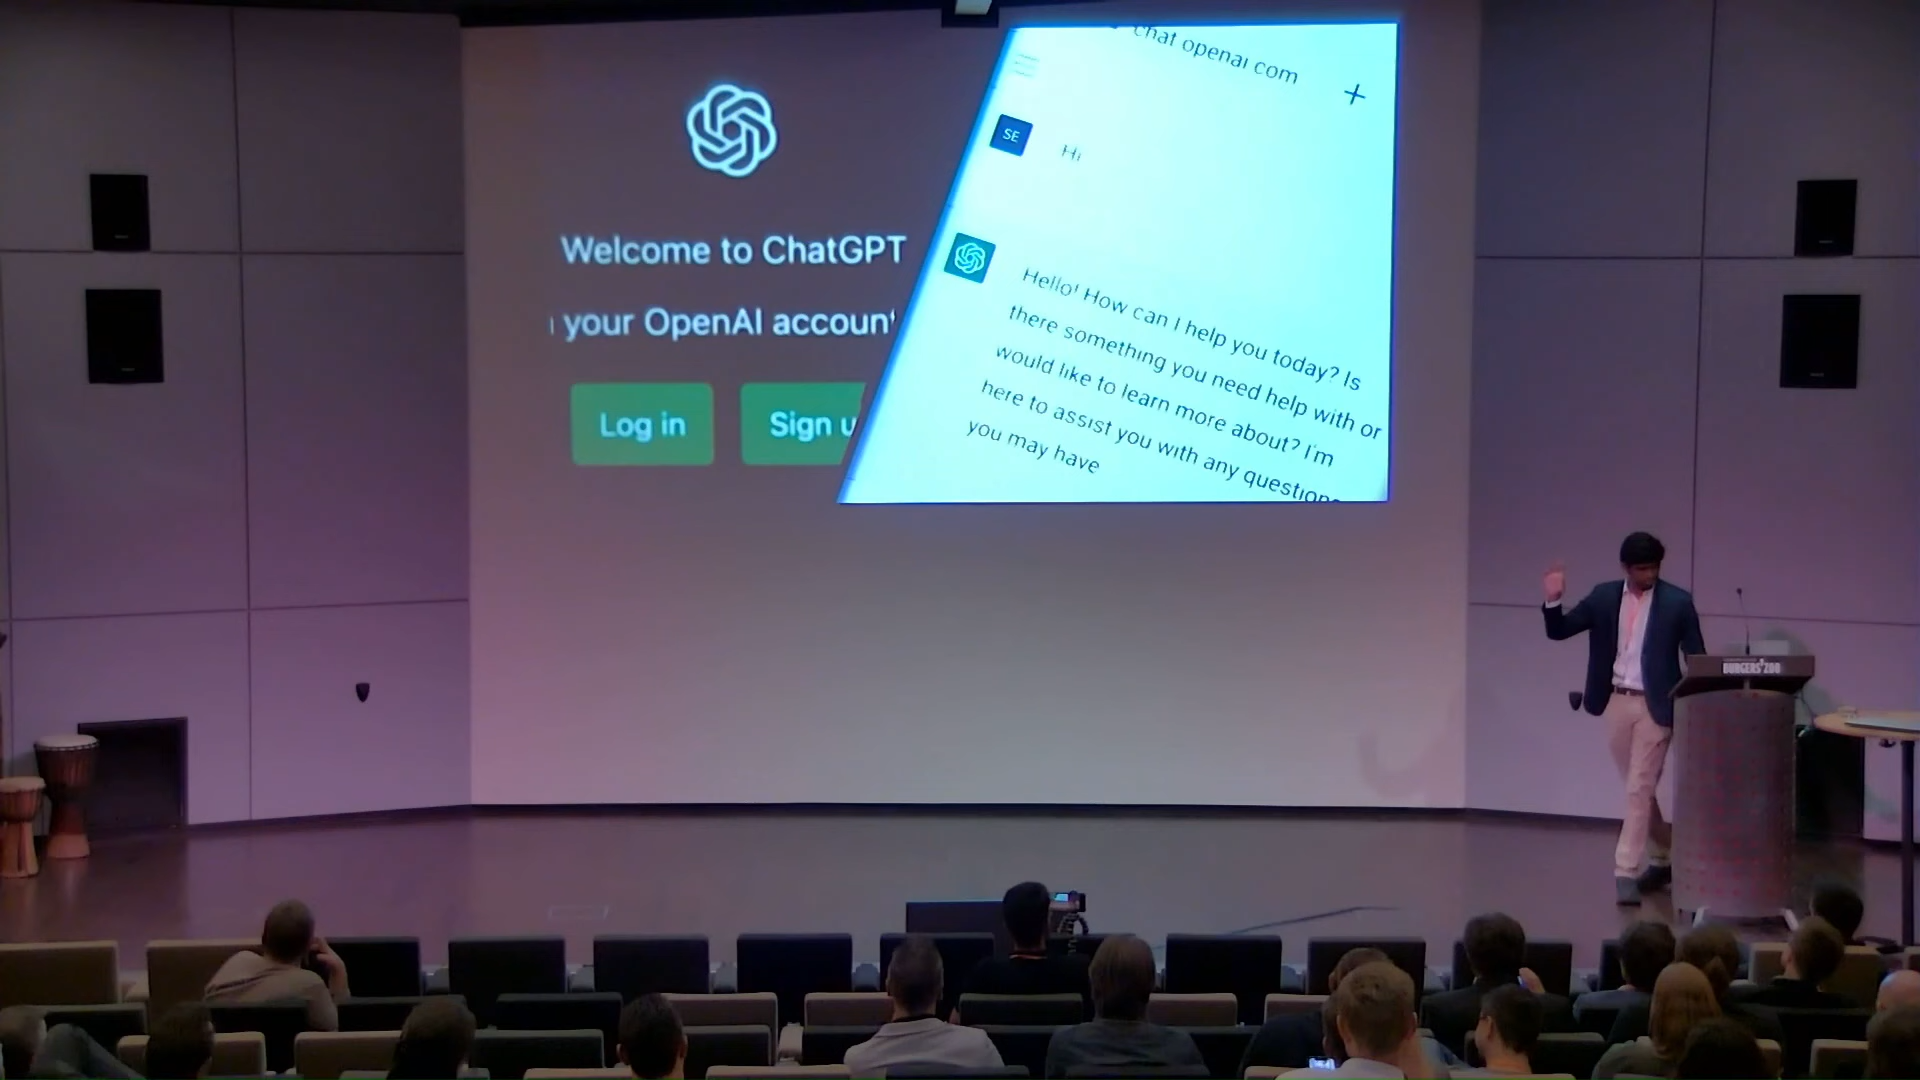 Welcome to ChatGPT
your OpenAI account
Log in
Sign u
chat openai com
+
SE
Hi
Hello! How can I help you today? Is
there something you need help with or
would like to learn more about? I'm
here to assist you with any questions
you may have
BURGERS' ZOO